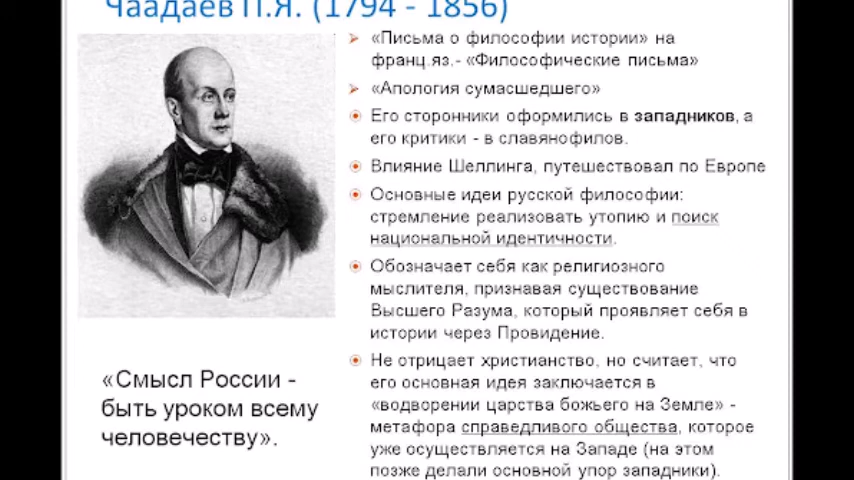 Чаадаев П.Я. (1794 - 1856)
«Письма о философии истории» на
франц.яз.- «Философические письма»
«Апология сумасшедшего»
Его сторонники оформились в западников, а
его критики - в славянофилов.
Влияние Шеллинга, путешествовал по Европе
Основные идеи русской философии:
стремление реализовать утопию и поиск
национальной идентичности.
Обозначает себя как религиозного
мыслителя, признавая существование
Высшего Разума, который проявляет себя в
истории через Провидение.
Не отрицает христианство, но считает, что
его основная идея заключается в
«водворении царства божьего на Земле» -
метафора справедливого общества, которое
уже осуществляется на Западе (на этом
позже делали основной упор западники).
«Смысл России -
быть уроком всему
человечеству».